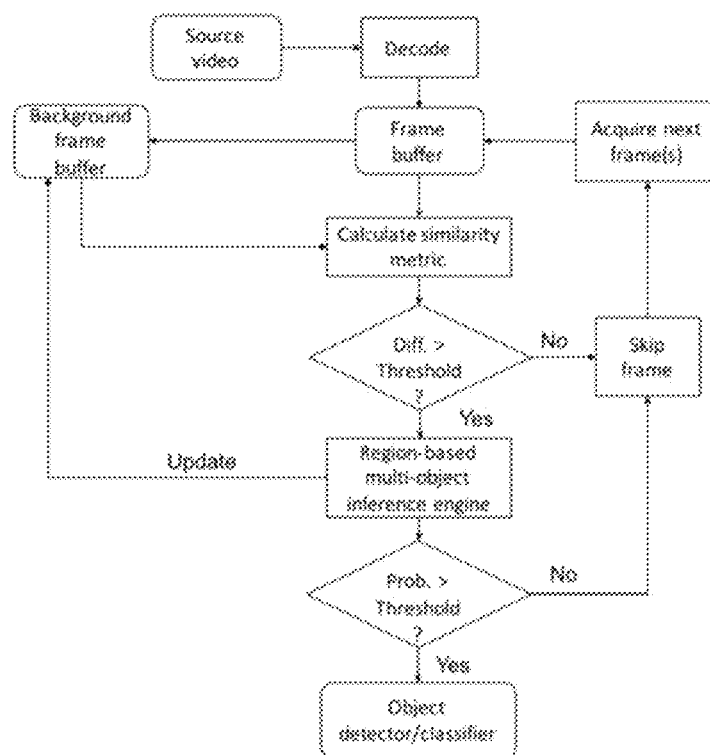 Source
video
Decode
Background
frame
buffer
Frame
buffer
Acquire next
frame(s)
Calculate similarity
metric
Diff. >
Threshold
?
No
Skip
frame
Yes
Region-based
multi-object
inference engine
Update
Prob. >
Threshold
?
No
Yes
Object
detector/classifier